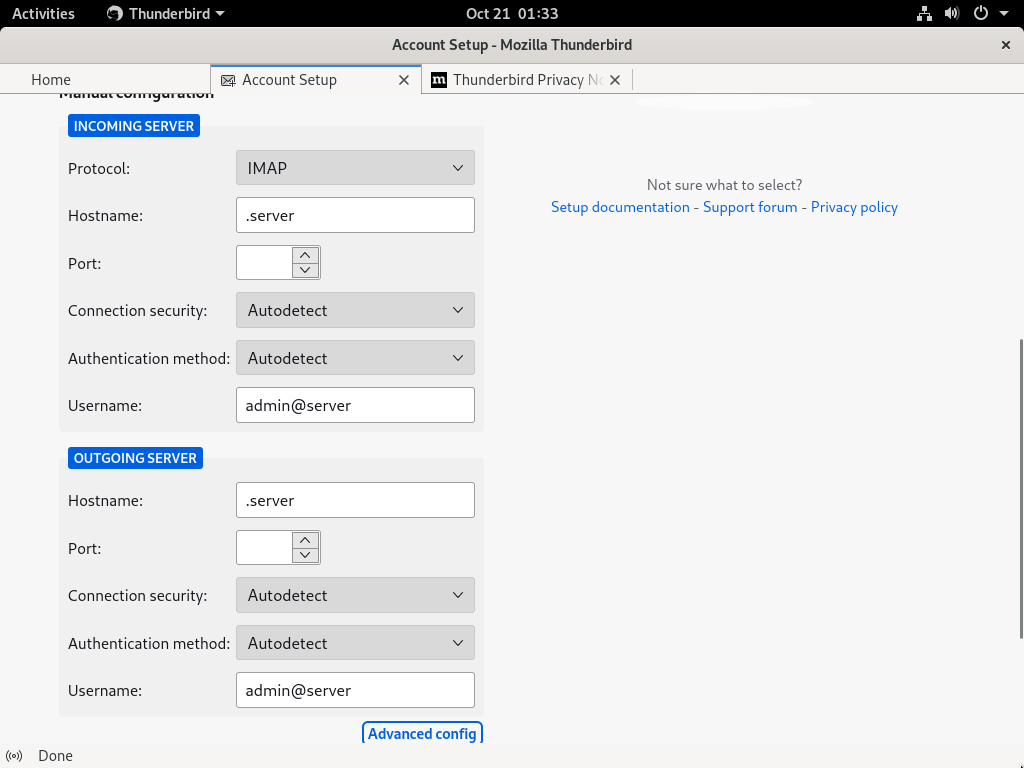 Activities Thunderbird Oct 21 01:33
Account Setup - Mozilla Thunderbird
Home Account Setup m Thunderbird Privacy No
Manual configuration
INCOMING SERVER
Protocol: IMAP
Not sure what to select?
Setup documentation - Support forum - Privacy policy
Hostname: .server
Port:
Connection security: Autodetect
Authentication method: Autodetect
Username: admin@server
OUTGOING SERVER
Hostname: .server
Port:
Connection security: Autodetect
Authentication method: Autodetect
Username: admin@server
Advanced config
Done